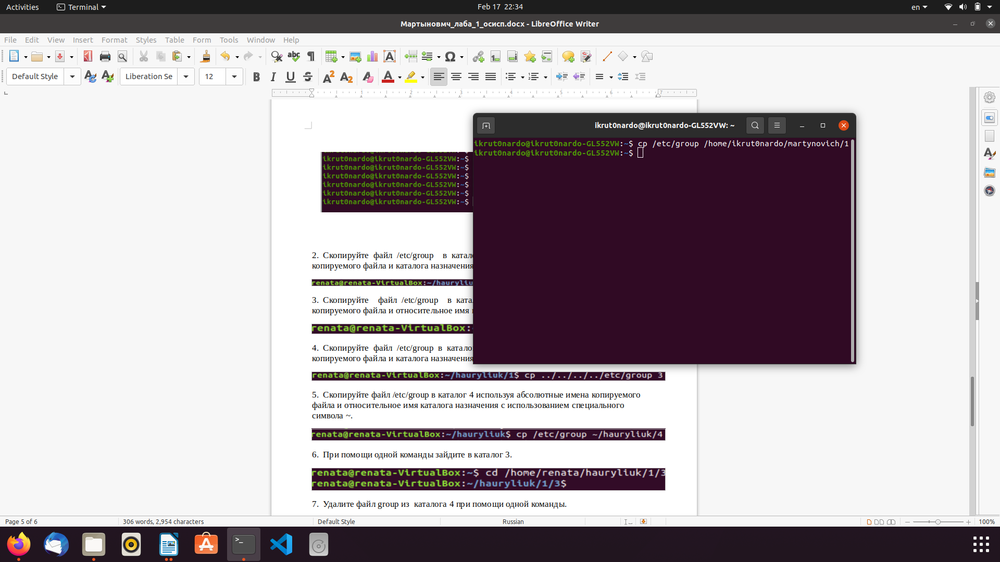 Activities
Terminal
Feb 17 22:34
en
Мартыновмч_лаба_1_осисп.docx - LibreOffice Writer
File Edit View Insert Format Styles Table Form Tools Window Help
Default Style
Liberation Se
12
1 2 3 4 5 6 7
ikrut0nardo@ikrut0nardo-GL552VW: ~
ikrut0nardo@ikrut0nardo-GL552VW:~$ cp /etc/group /home/ikrut0nardo/martynovich/1
ikrut0nardo@ikrut0nardo-GL552VW:~$
ikrut0nardo@ikrut0nardo-GL552VW:~$
ikrut0nardo@ikrut0nardo-GL552VW:~$
ikrut0nardo@ikrut0nardo-GL552VW:~$
ikrut0nardo@ikrut0nardo-GL552VW:~$
ikrut0nardo@ikrut0nardo-GL552VW:~$
ikrut0nardo@ikrut0nardo-GL552VW:~$
2. Скопируйте файл /etc/group в катало
копируемого файла и каталога назначения
renata@renata-VirtualBox:~/hauryliu
3. Скопируйте файл /etc/group в катал
копируемого файла и относительное имя
renata@renata-VirtualBox:
4. Скопируйте файл /etc/group в катало
копируемого файла и каталога назначения
renata@renata-VirtualBox:~/hauryliuk/1$ cp ../../../../etc/group 3
5. Скопируйте файл /etc/group в каталог 4 используя абсолютные имена копируемого
файла и относительное имя каталога назначения с использованием специального
символа ~.
renata@renata-VirtualBox:~/hauryliuk$ cp /etc/group ~/hauryliuk/4
6. При помощи одной команды зайдите в каталог 3.
renata@renata-VirtualBox:~$ cd /home/renata/hauryliuk/1/3
renata@renata-VirtualBox:~/hauryliuk/1/3$
7. Удалите файл group из каталога 4 при помощи одной команды.
Page 5 of 6
306 words, 2,954 characters
Default Style
Russian
100%